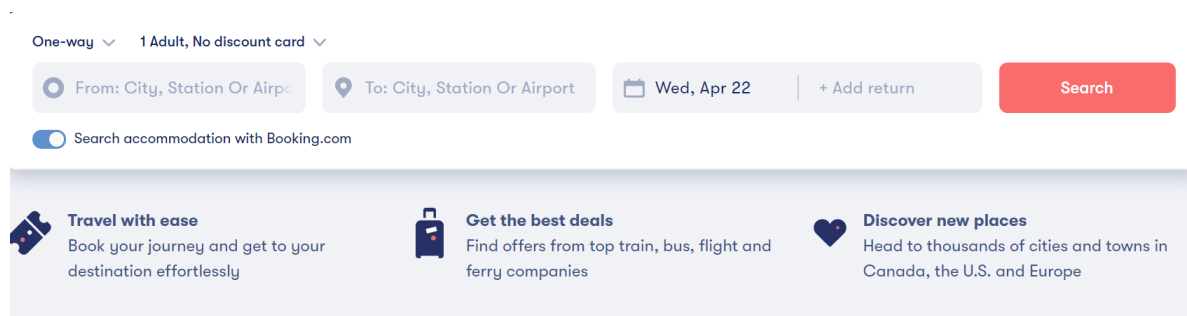 One-way 1 Adult, No discount card
From: City, Station Or Airpo
To: City, Station Or Airport
Wed, Apr 22
+ Add return
Search
Search accommodation with Booking.com
Travel with ease
Book your journey and get to your
destination effortlessly
Get the best deals
Find offers from top train, bus, flight and
ferry companies
Discover new places
Head to thousands of cities and towns in
Canada, the U.S. and Europe